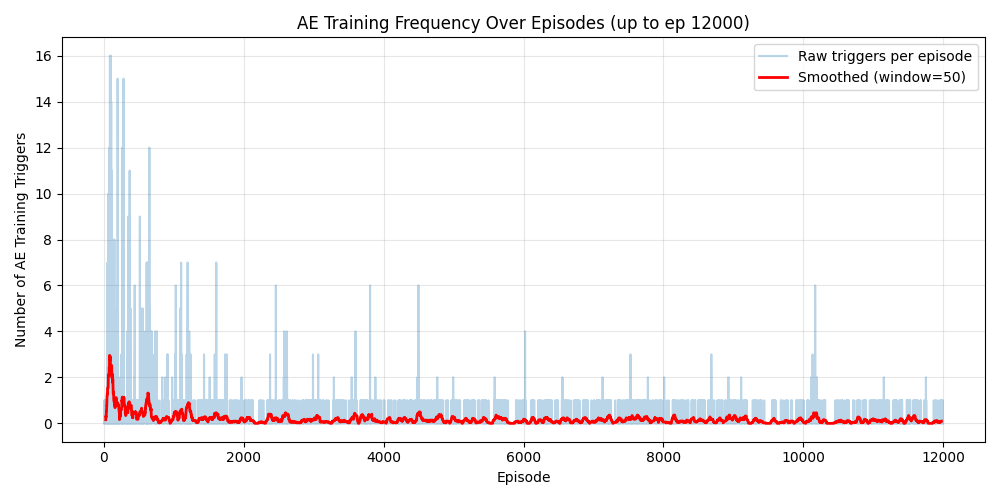 AE Training Frequency Over Episodes (up to ep 12000)
Raw triggers per episode
Smoothed (window=50)
Number of AE Training Triggers
16
14
12
10
8
6
4
2
0
0 2000 4000 6000 8000 10000 12000
Episode